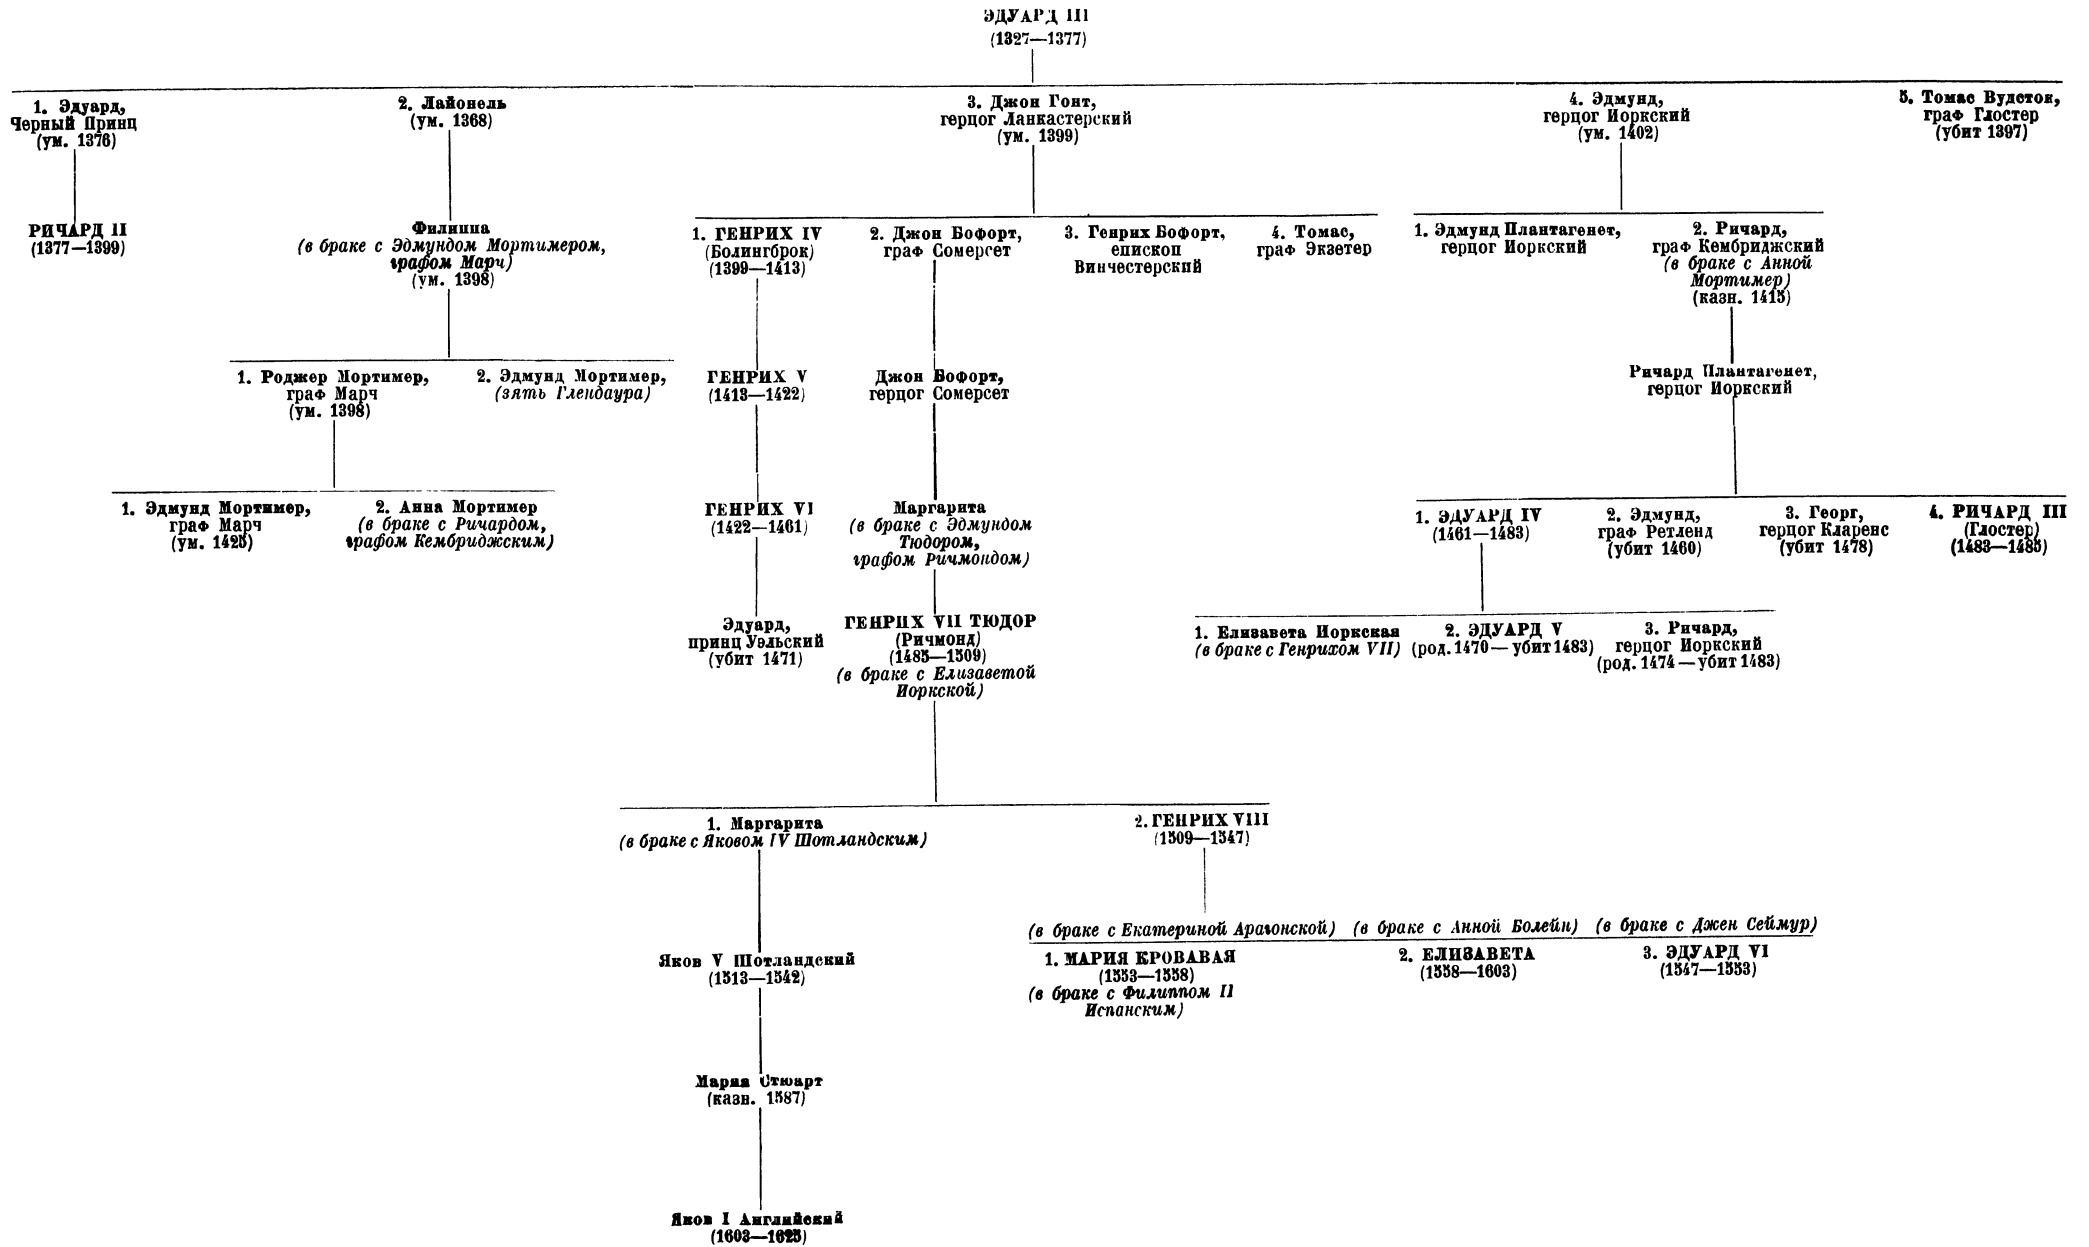 ЭДУАРД III
(1327—1377)
1. Эдуард,
Черный Принц
(ум. 1376)
2. Лайонель
(ум. 1368)
3. Джон Гонт,
герцог Ланкастерский
(ум. 1399)
4. Эдмунд,
герцог Йоркский
(ум. 1402)
5. Томас Вудсток,
граф Глостер
(убит 1397)
РИЧАРД II
(1377—1399)
Филиппа
(в браке с Эдмундом Мортимером,
графом Марч)
(ум. 1398)
1. ГЕНРИХ IV
(Болингброк)
(1399—1413)
2. Джон Бофорт,
граф Сомерсет
3. Генрих Бофорт,
епископ
Винчестерский
4. Томас,
граф Экзетер
1. Эдмунд Плантагенет,
герцог Йоркский
2. Ричард,
граф Кембриджский
(в браке с Анной
Мортимер)
(казн. 1415)
1. Роджер Мортимер,
граф Марч
(ум. 1398)
2. Эдмунд Мортимер,
(зять Глендаура)
ГЕНРИХ V
(1413—1422)
Джон Бофорт,
герцог Сомерсет
Ричард Плантагенет,
герцог Йоркский
1. Эдмунд Мортимер,
граф Марч
(ум. 1425)
2. Анна Мортимер
(в браке с Ричардом,
графом Кембриджским)
ГЕНРИХ VI
(1422—1461)
Маргарита
(в браке с Эдмундом
Тюдором,
графом Ричмондом)
1. ЭДУАРД IV
(1461—1483)
2. Эдмунд,
граф Ретленд
(убит 1460)
3. Георг,
герцог Кларенс
(убит 1478)
4. РИЧАРД III
(Глостер)
(1483—1485)
Эдуард,
принц Уэльский
(убит 1471)
ГЕНРИХ VII ТЮДОР
(Ричмонд)
(1485—1509)
(в браке с Елизаветой
Йоркской)
1. Елизавета Йоркская
(в браке с Генрихом VII)
2. ЭДУАРД V
(род. 1470 — убит 1483)
3. Ричард,
герцог Йоркский
(род. 1474 — убит 1483)
1. Маргарита
(в браке с Яковом IV Шотландским)
2. ГЕНРИХ VIII
(1509—1547)
(в браке с Екатериной Арагонской)
(в браке с Анной Болейн)
(в браке с Джен Сеймур)
Яков V Шотландский
(1513—1542)
1. МАРИЯ КРОВАВАЯ
(1553—1558)
(в браке с Филиппом II
Испанским)
2. ЕЛИЗАВЕТА
(1558—1603)
3. ЭДУАРД VI
(1547—1553)
Мария Стюарт
(казн. 1587)
Яков I Английский
(1603—1625)